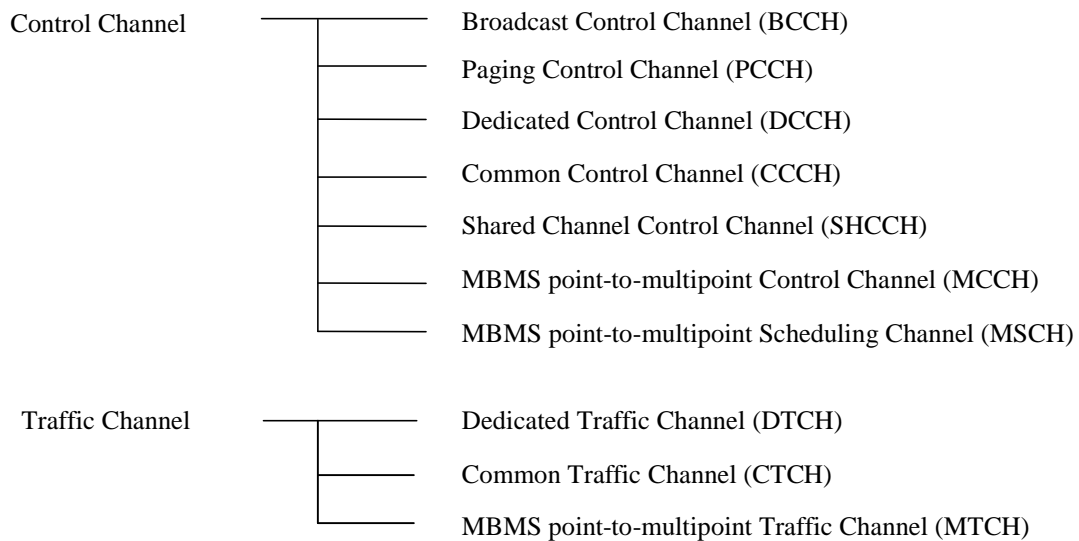 Control Channel
Broadcast Control Channel (BCCH)
Paging Control Channel (PCCH)
Dedicated Control Channel (DCCH)
Common Control Channel (CCCH)
Shared Channel Control Channel (SHCCH)
MBMS point-to-multipoint Control Channel (MCCH)
MBMS point-to-multipoint Scheduling Channel (MSCH)
Traffic Channel
Dedicated Traffic Channel (DTCH)
Common Traffic Channel (CTCH)
MBMS point-to-multipoint Traffic Channel (MTCH)